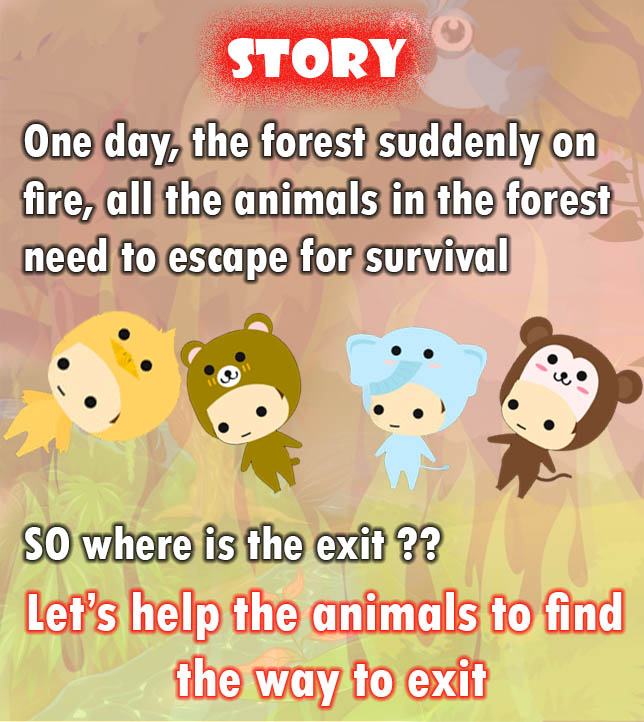 STORY
One day, the forest suddenly on
fire, all the animals in the forest
need to escape for survival
SO where is the exit ??
Let's help the animals to find
the way to exit